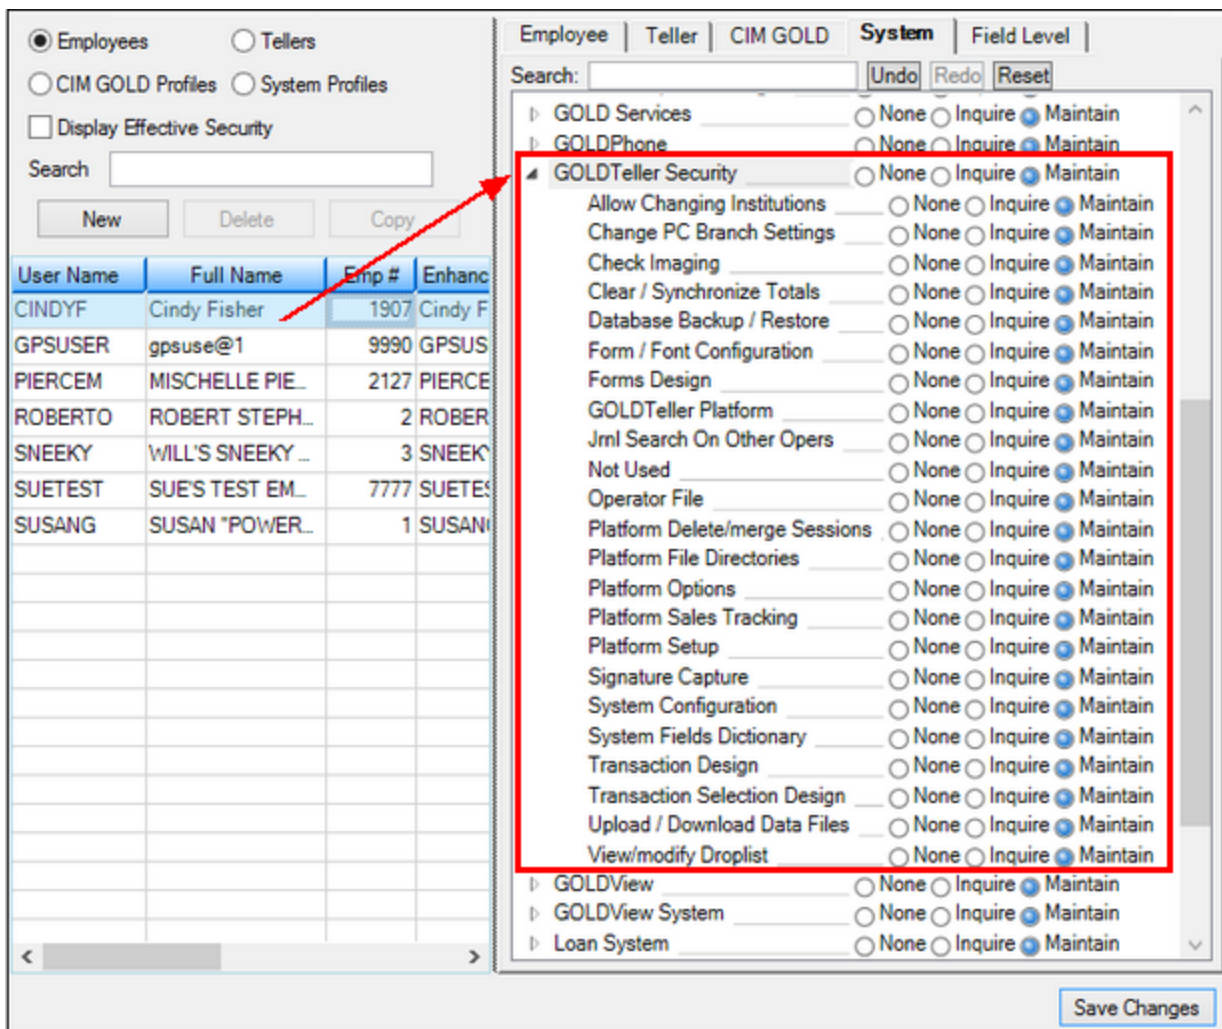 Employees Tellers
CIM GOLD Profiles System Profiles
Display Effective Security
Search
New Delete Copy
User Name Full Name Emp # Enhanc
CINDYF Cindy Fisher 1907 Cindy F
GPSUSER gpsuse@1 9990 GPSUS
PIERCEM MISCHELLE PIE... 2127 PIERCE
ROBERTO ROBERT STEPH... 2 ROBER
SNEEKY WILL'S SNEEKY ... 3 SNEEK
SUETEST SUE'S TEST EM... 7777 SUETES
SUSANG SUSAN "POWER... 1 SUSAN
Employee Teller CIM GOLD System Field Level
Search: Undo Redo Reset
GOLD Services None Inquire Maintain
GOLDPhone None Inquire Maintain
GOLDTeller Security None Inquire Maintain
Allow Changing Institutions None Inquire Maintain
Change PC Branch Settings None Inquire Maintain
Check Imaging None Inquire Maintain
Clear / Synchronize Totals None Inquire Maintain
Database Backup / Restore None Inquire Maintain
Form / Font Configuration None Inquire Maintain
Forms Design None Inquire Maintain
GOLDTeller Platform None Inquire Maintain
Jrnl Search On Other Opers None Inquire Maintain
Not Used None Inquire Maintain
Operator File None Inquire Maintain
Platform Delete/merge Sessions None Inquire Maintain
Platform File Directories None Inquire Maintain
Platform Options None Inquire Maintain
Platform Sales Tracking None Inquire Maintain
Platform Setup None Inquire Maintain
Signature Capture None Inquire Maintain
System Configuration None Inquire Maintain
System Fields Dictionary None Inquire Maintain
Transaction Design None Inquire Maintain
Transaction Selection Design None Inquire Maintain
Upload / Download Data Files None Inquire Maintain
View/modify Droplist None Inquire Maintain
GOLDView None Inquire Maintain
GOLDView System None Inquire Maintain
Loan System None Inquire Maintain
Save Changes